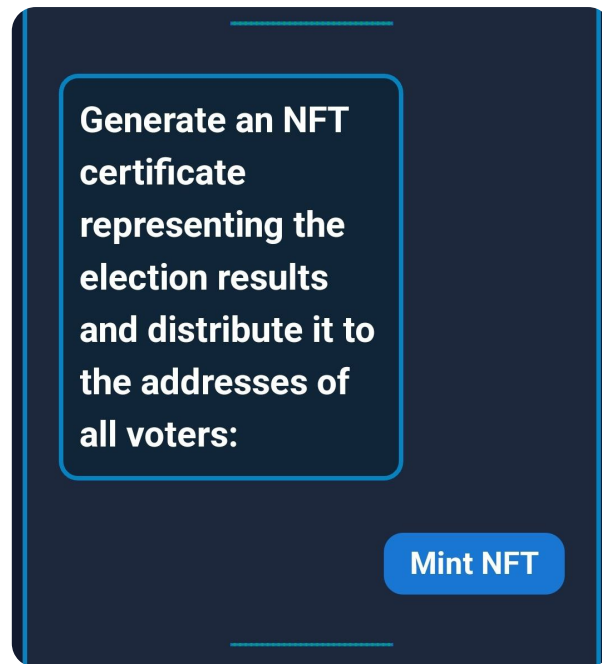 Generate an NFT
certificate
representing the
election results
and distribute it to
the addresses of
all voters:
Mint NFT